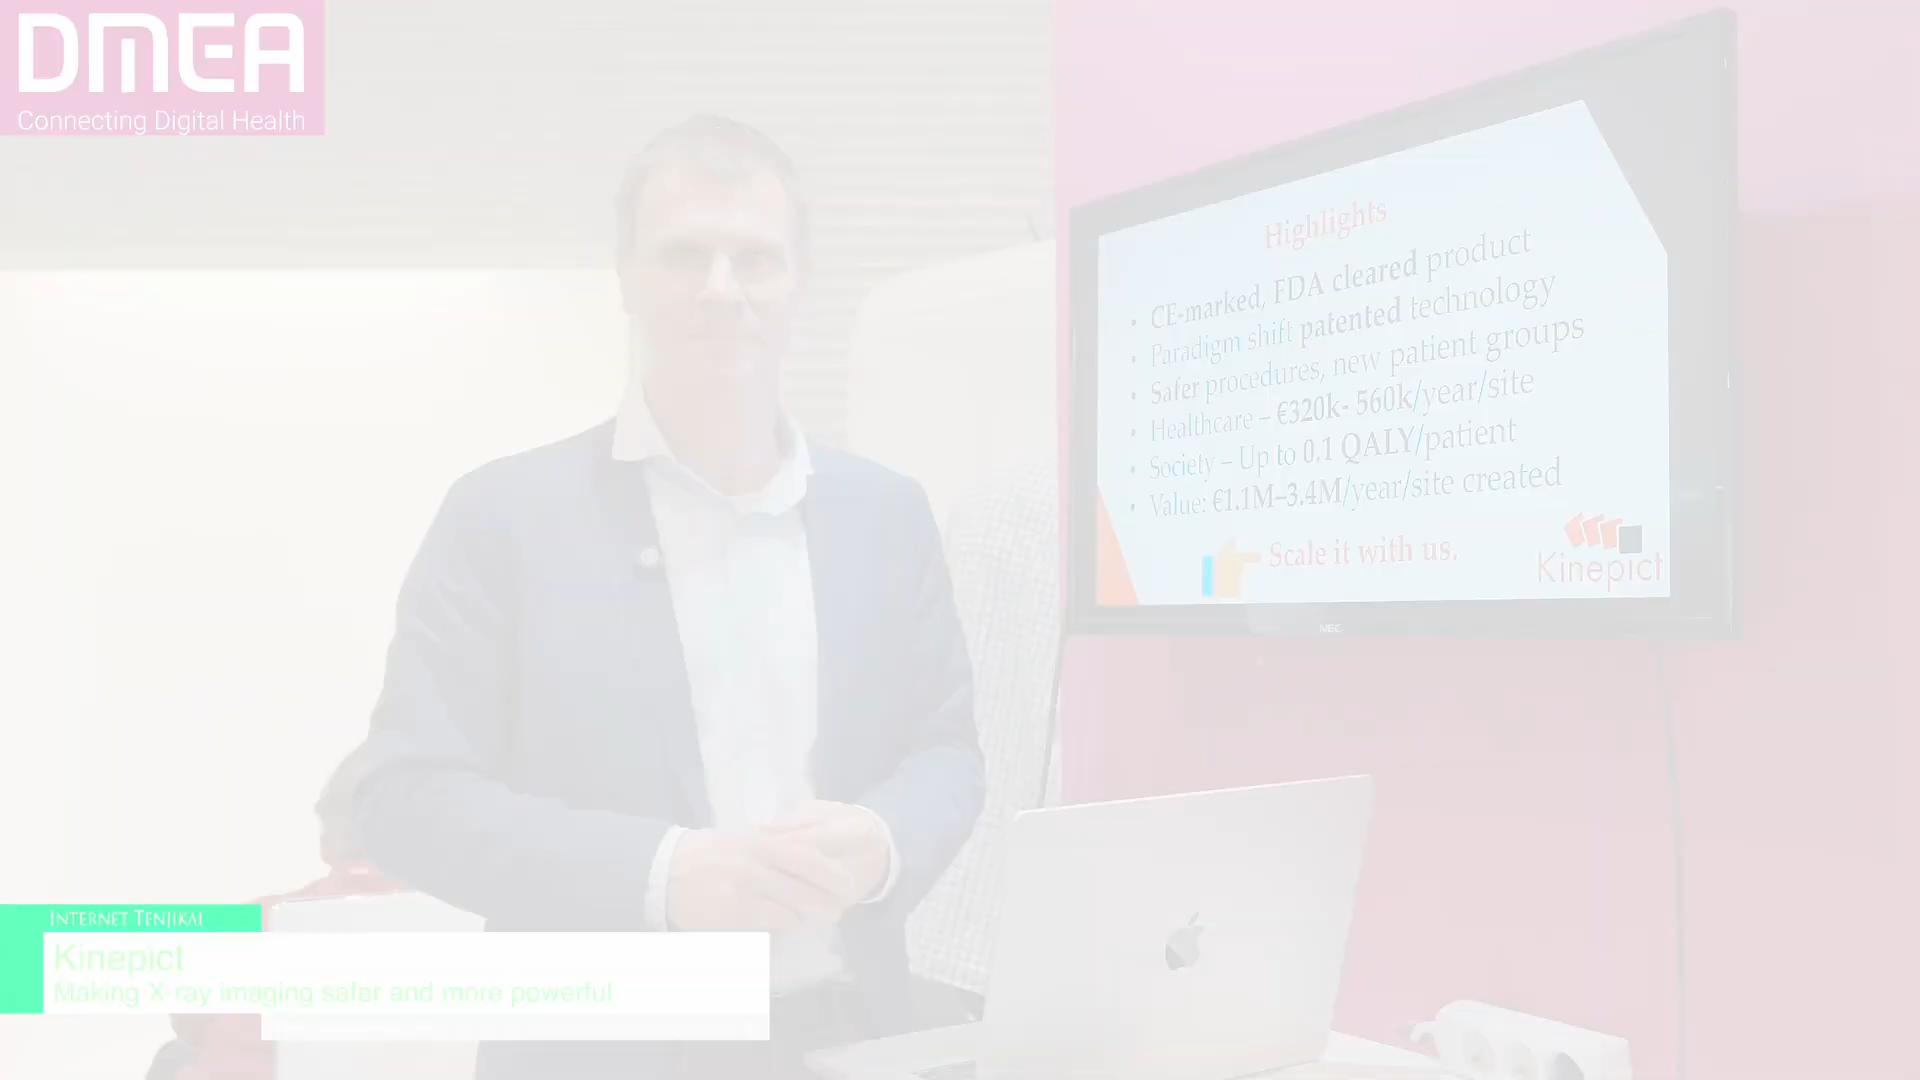 DMEA
Connecting Digital Health
Highlights
• CE-marked, FDA cleared product
• Paradigm shift patented technology
• Safer procedures, new patient groups
• Healthcare – €320k- 560k/year/site
• Society – Up to 0.1 QALY/patient
• Value: €1.1M–3.4M/year/site created
Scale it with us.
Kinepict
NEC
INTERNET TENJIKAI
Kinepict
Making X-ray imaging safer and more powerful